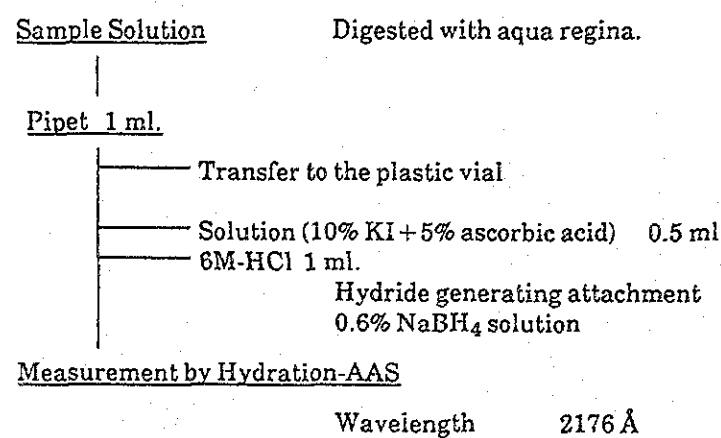 Sample Solution Digested with aqua regina.
Pipet 1 ml.
Transfer to the plastic vial
Solution (10% KI+5% ascorbic acid) 0.5 ml
6M-HCl 1 ml.
Hydride generating attachment
0.6% NaBH₄ solution
Measurement by Hydration-AAS
Wavelength 2176 Å